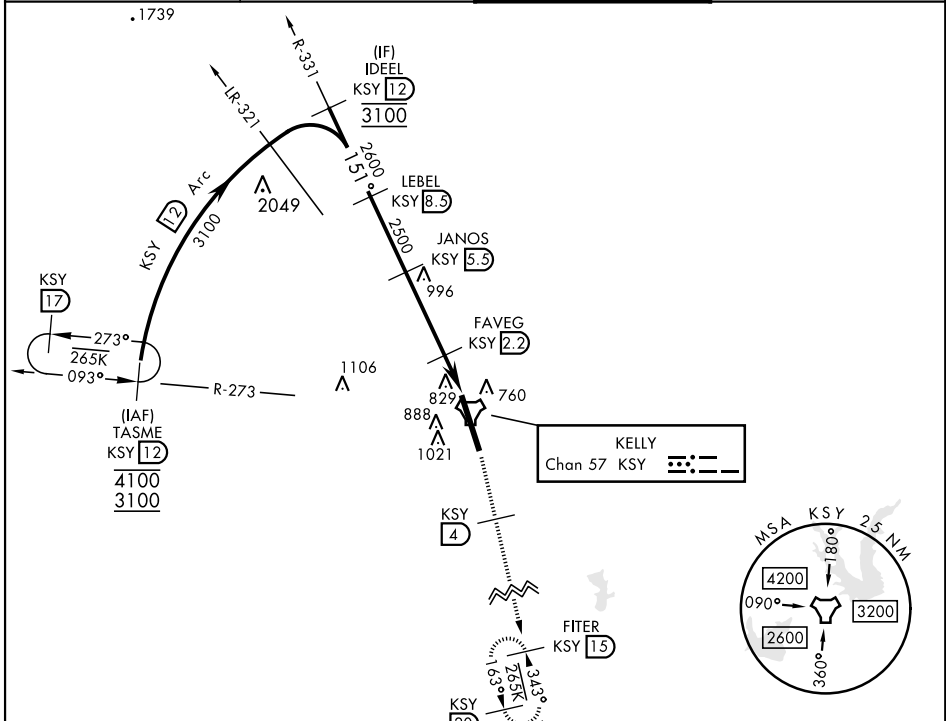 .1739
R-331
(IF)
IDEEL
KSY 12
3100
LR-321
2600
151°
LEBEL
KSY 8.5
KSY 12 Arc
3100
2049
2500
JANOS
KSY 5.5
996
KSY
17
273°
265K
093°
R-273
FAVEG
KSY 2.2
1106
829
760
888
1021
(IAF)
TASME
KSY 12
4100
3100
KELLY
Chan 57 KSY
KSY
4
MSA KSY 25 NM
180°
4200
090°
3200
2600
360°
FITER
KSY 15
163°
265K
343°
KSY